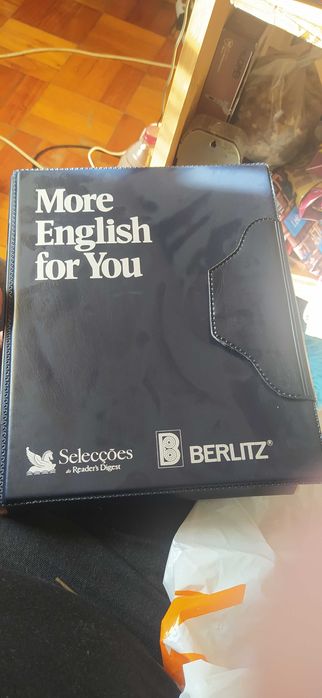 More
English
for You
Selecções
do Reader's Digest
B BERLITZ®